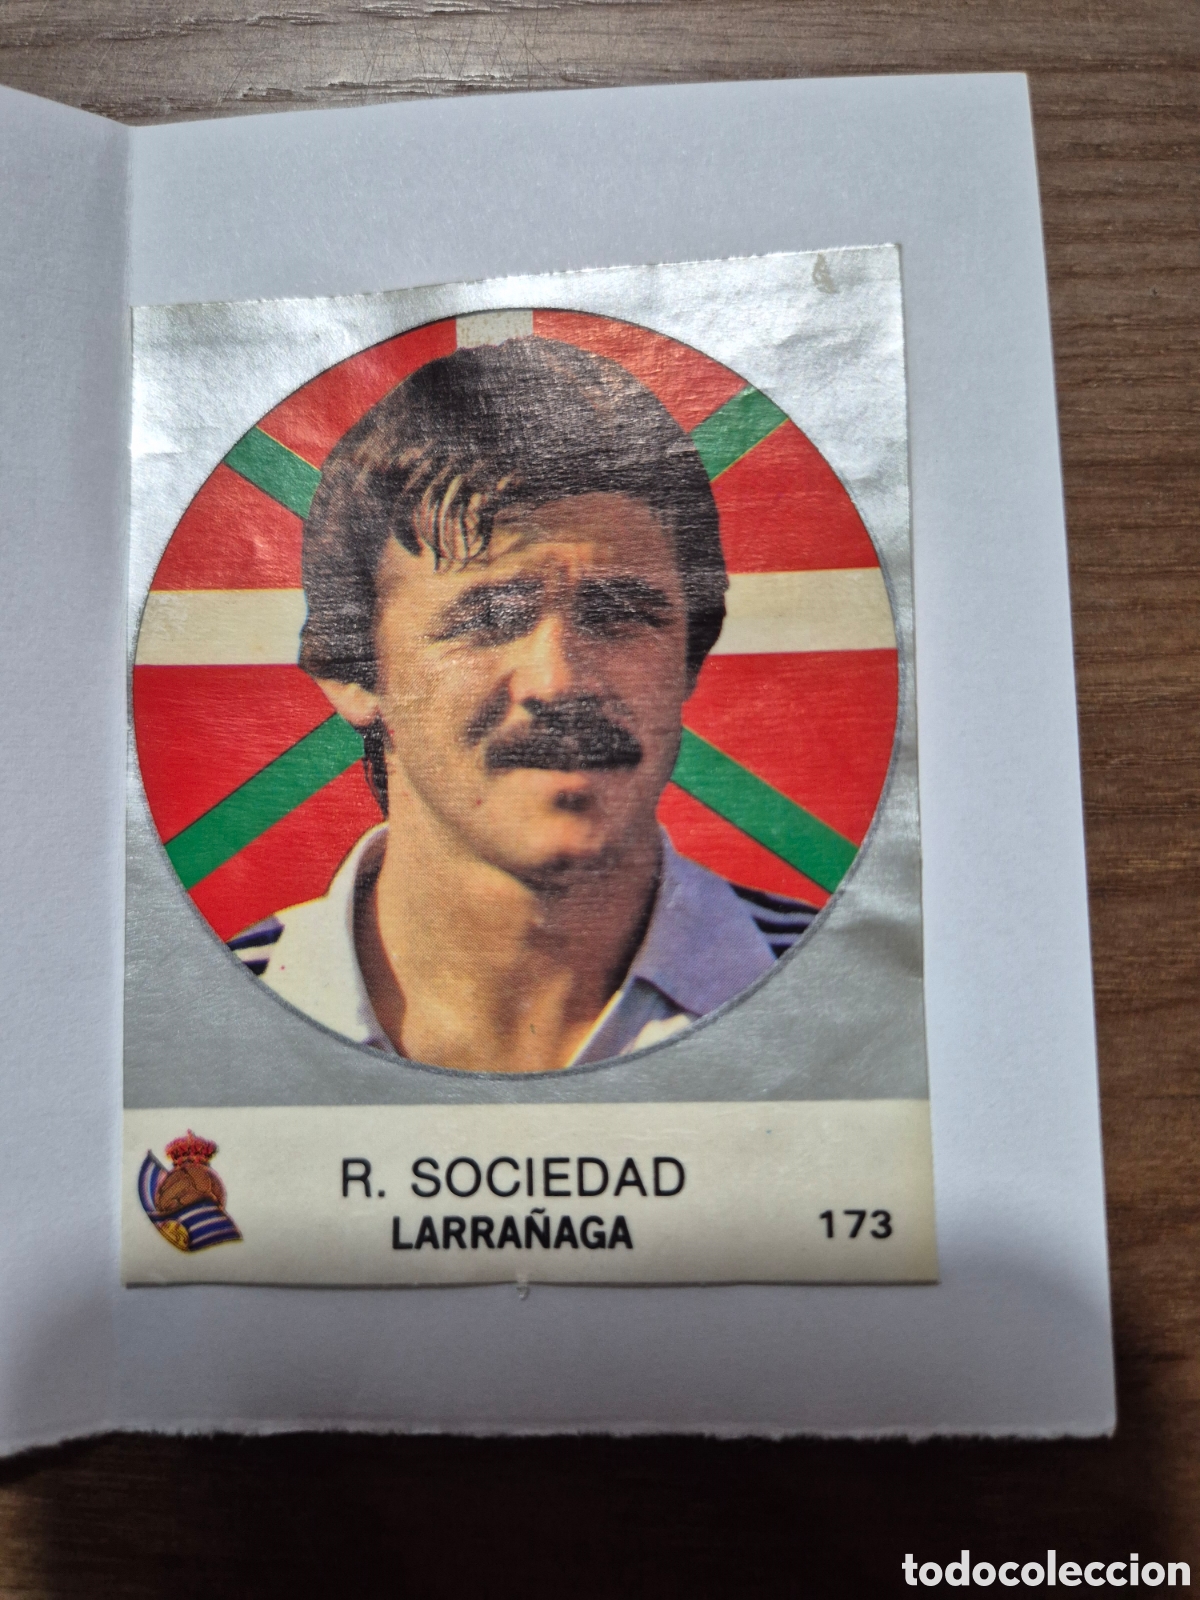 R. SOCIEDAD
LARRAÑAGA
173
todocoleccion